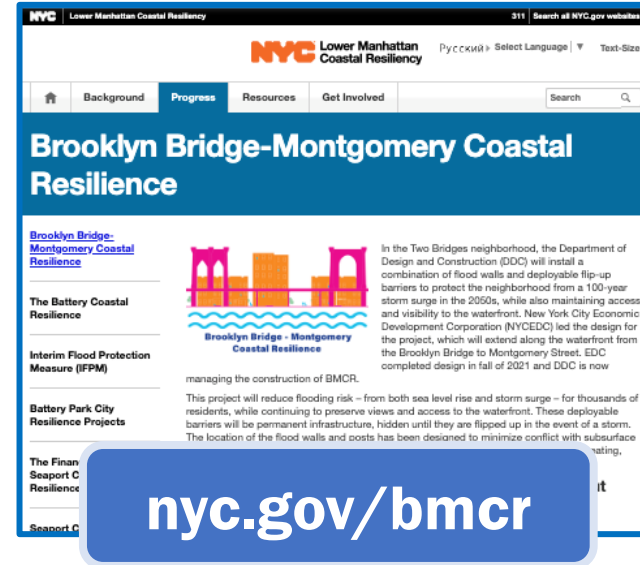 NYC Lower Manhattan Coastal Resiliency 311 Search all NYC.gov websites
NYC Lower Manhattan Coastal Resiliency Русский ▶ Select Language ▼ Text-Size
Background Progress Resources Get Involved Search
Brooklyn Bridge-Montgomery Coastal
Resilience
Brooklyn Bridge-
Montgomery Coastal
Resilience
The Battery Coastal
Resilience
Interim Flood Protection
Measure (IFPM)
Battery Park City
Resilience Projects
The Finan
Seaport C
Resilience
Seaport C
Brooklyn Bridge - Montgomery
Coastal Resilience
In the Two Bridges neighborhood, the Department of
Design and Construction (DDC) will install a
combination of flood walls and deployable flip-up
barriers to protect the neighborhood from a 100-year
storm surge in the 2050s, while also maintaining access
and visibility to the waterfront. New York City Economic
Development Corporation (NYCEDC) led the design for
the project, which will extend along the waterfront from
the Brooklyn Bridge to Montgomery Street. EDC
completed design in fall of 2021 and DDC is now
managing the construction of BMCR.
This project will reduce flooding risk – from both sea level rise and storm surge – for thousands of
residents, while continuing to preserve views and access to the waterfront. These deployable
barriers will be permanent infrastructure, hidden until they are flipped up in the event of a storm.
The location of the flood walls and posts has been designed to minimize conflict with subsurface
nyc.gov/bmcr